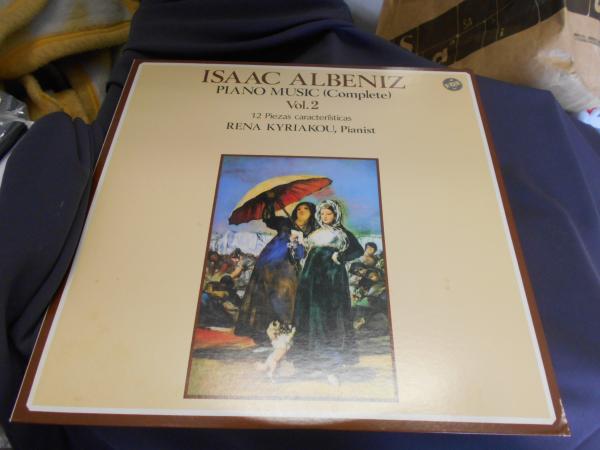 ISAAC ALBENIZ
PIANO MUSIC (Complete)
Vol. 2
12 Piezas características
RENA KYRIAKOU, Pianist